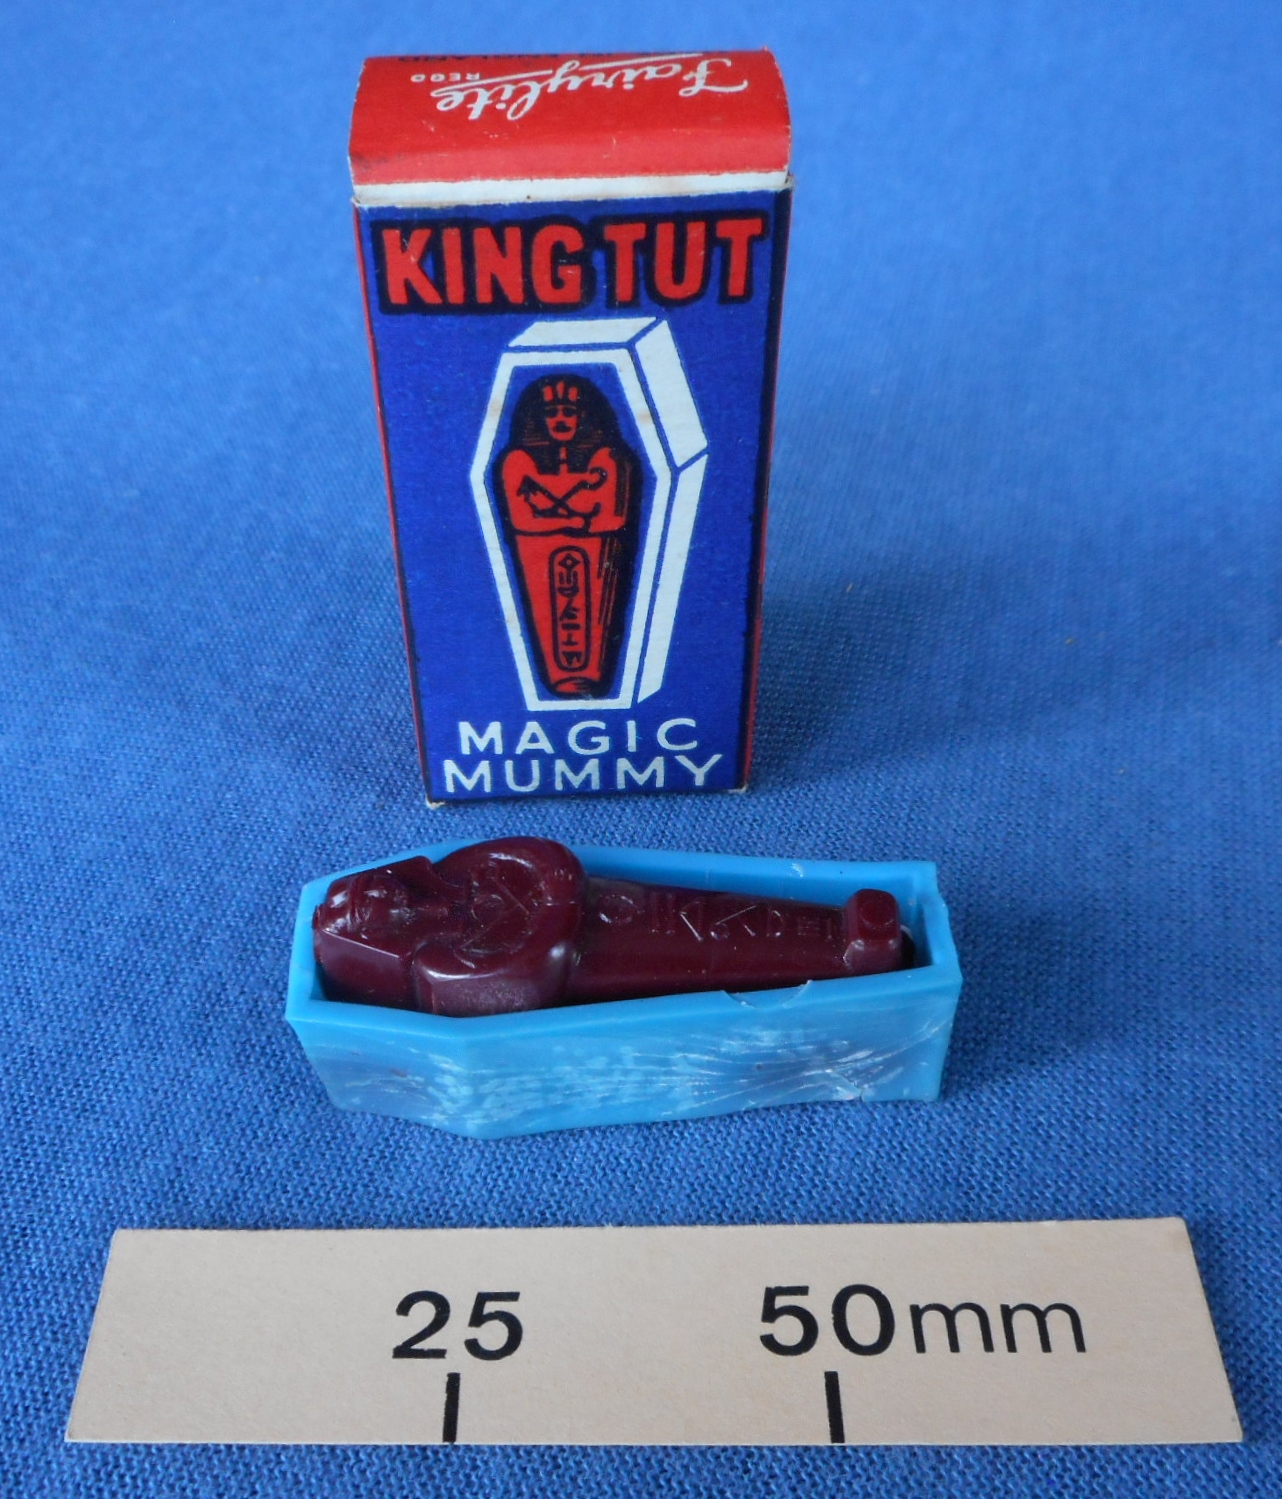 Fairylite
REGD
KING TUT
MAGIC
MUMMY
25 50mm